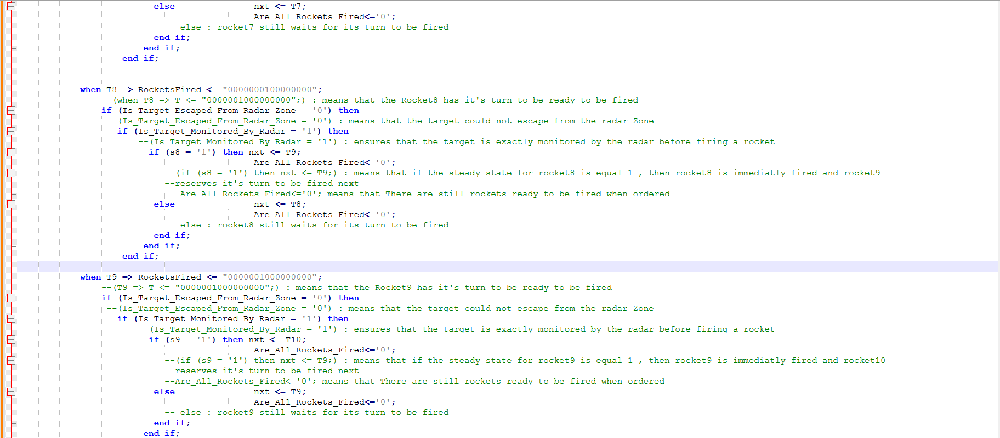 else nxt <= T7;
Are_All_Rockets_Fired<='0';
-- else : rocket7 still waits for its turn to be fired
end if;
end if;
end if;
when T8 => RocketsFired <= "0000000100000000";
--(when T8 => T <= "0000001000000000";) : means that the Rocket8 has it's turn to be ready to be fired
if (Is_Target_Escaped_From_Radar_Zone = '0') then
--(Is_Target_Escaped_From_Radar_Zone = '0') : means that the target could not escape from the radar Zone
if (Is_Target_Monitored_By_Radar = '1') then
--(Is_Target_Monitored_By_Radar = '1') : ensures that the target is exactly monitored by the radar before firing a rocket
if (s8 = '1') then nxt <= T9;
Are_All_Rockets_Fired<='0';
--(if (s8 = '1') then nxt <= T9;) : means that if the steady state for rocket8 is equal 1 , then rocket8 is immediatly fired and rocket9
--reserves it's turn to be fired next
--Are_All_Rockets_Fired<='0'; means that There are still rockets ready to be fired when ordered
else nxt <= T8;
Are_All_Rockets_Fired<='0';
-- else : rocket8 still waits for its turn to be fired
end if;
end if;
end if;
when T9 => RocketsFired <= "0000001000000000";
--(T9 => T <= "0000001000000000";) : means that the Rocket9 has it's turn to be ready to be fired
if (Is_Target_Escaped_From_Radar_Zone = '0') then
--(Is_Target_Escaped_From_Radar_Zone = '0') : means that the target could not escape from the radar Zone
if (Is_Target_Monitored_By_Radar = '1') then
--(Is_Target_Monitored_By_Radar = '1') : ensures that the target is exactly monitored by the radar before firing a rocket
if (s9 = '1') then nxt <= T10;
Are_All_Rockets_Fired<='0';
--(if (s9 = '1') then nxt <= T9;) : means that if the steady state for rocket9 is equal 1 , then rocket9 is immediatly fired and rocket10
--reserves it's turn to be fired next
--Are_All_Rockets_Fired<='0'; means that There are still rockets ready to be fired when ordered
else nxt <= T9;
Are_All_Rockets_Fired<='0';
-- else : rocket9 still waits for its turn to be fired
end if;
end if;